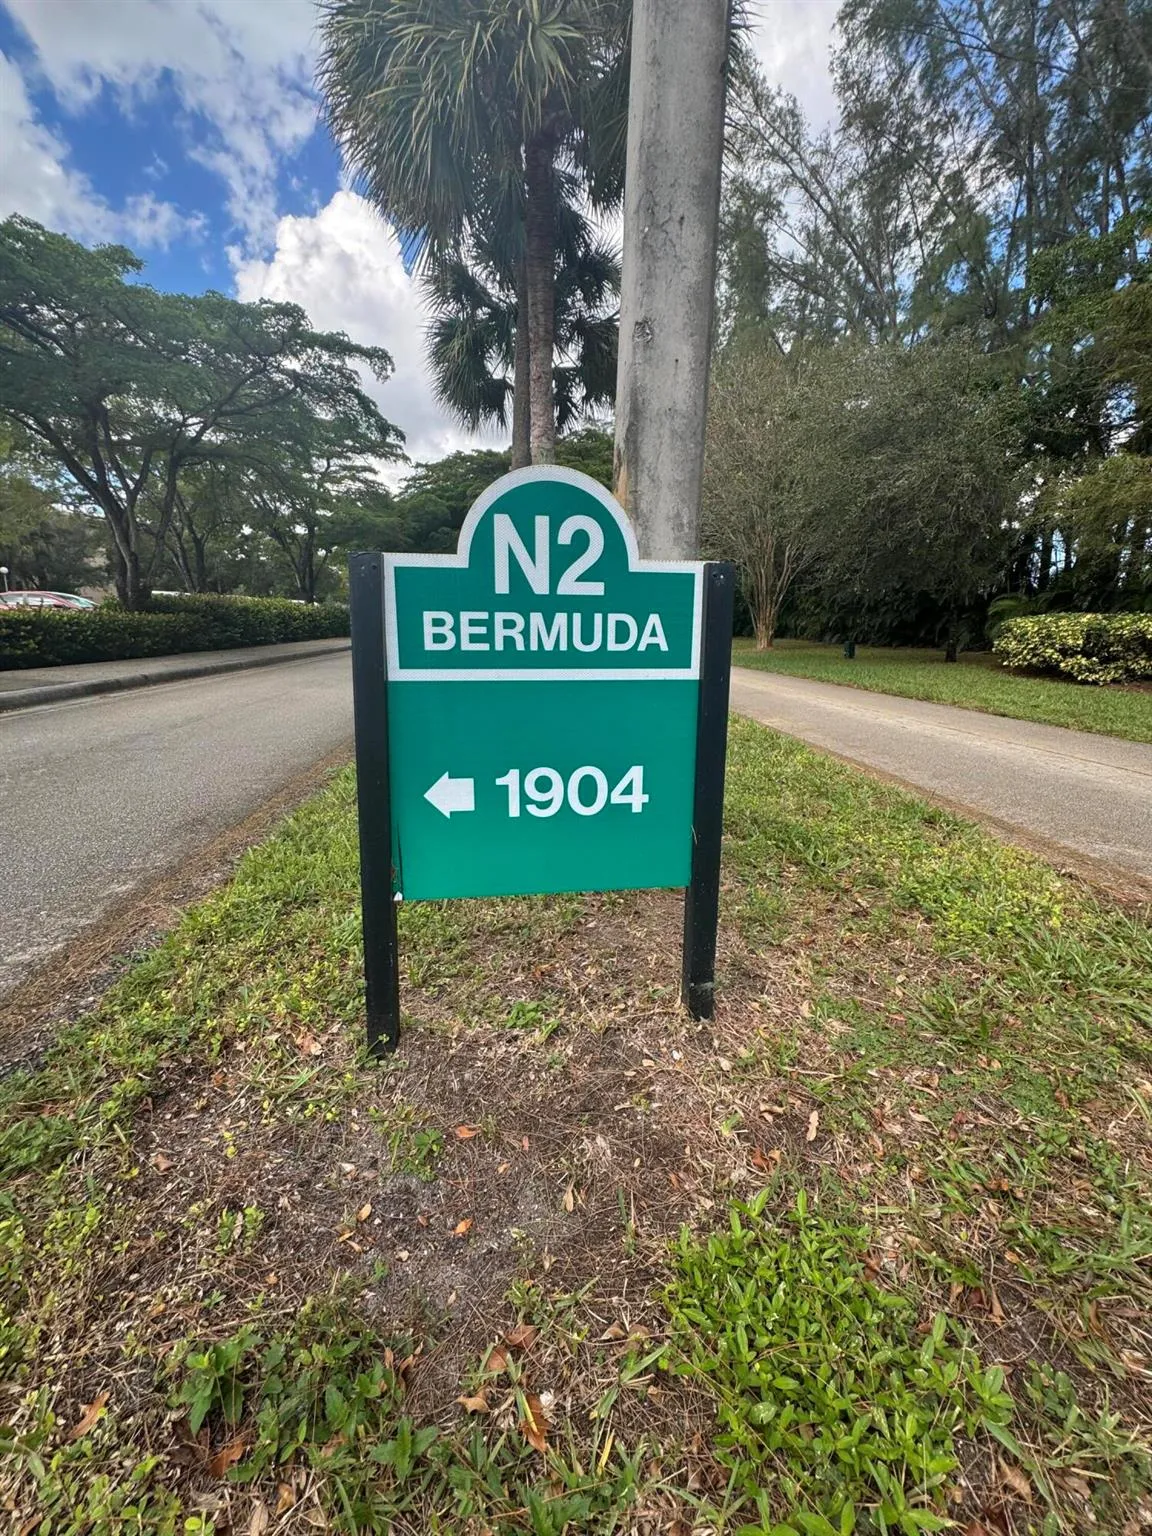 N2
BERMUDA
← 1904